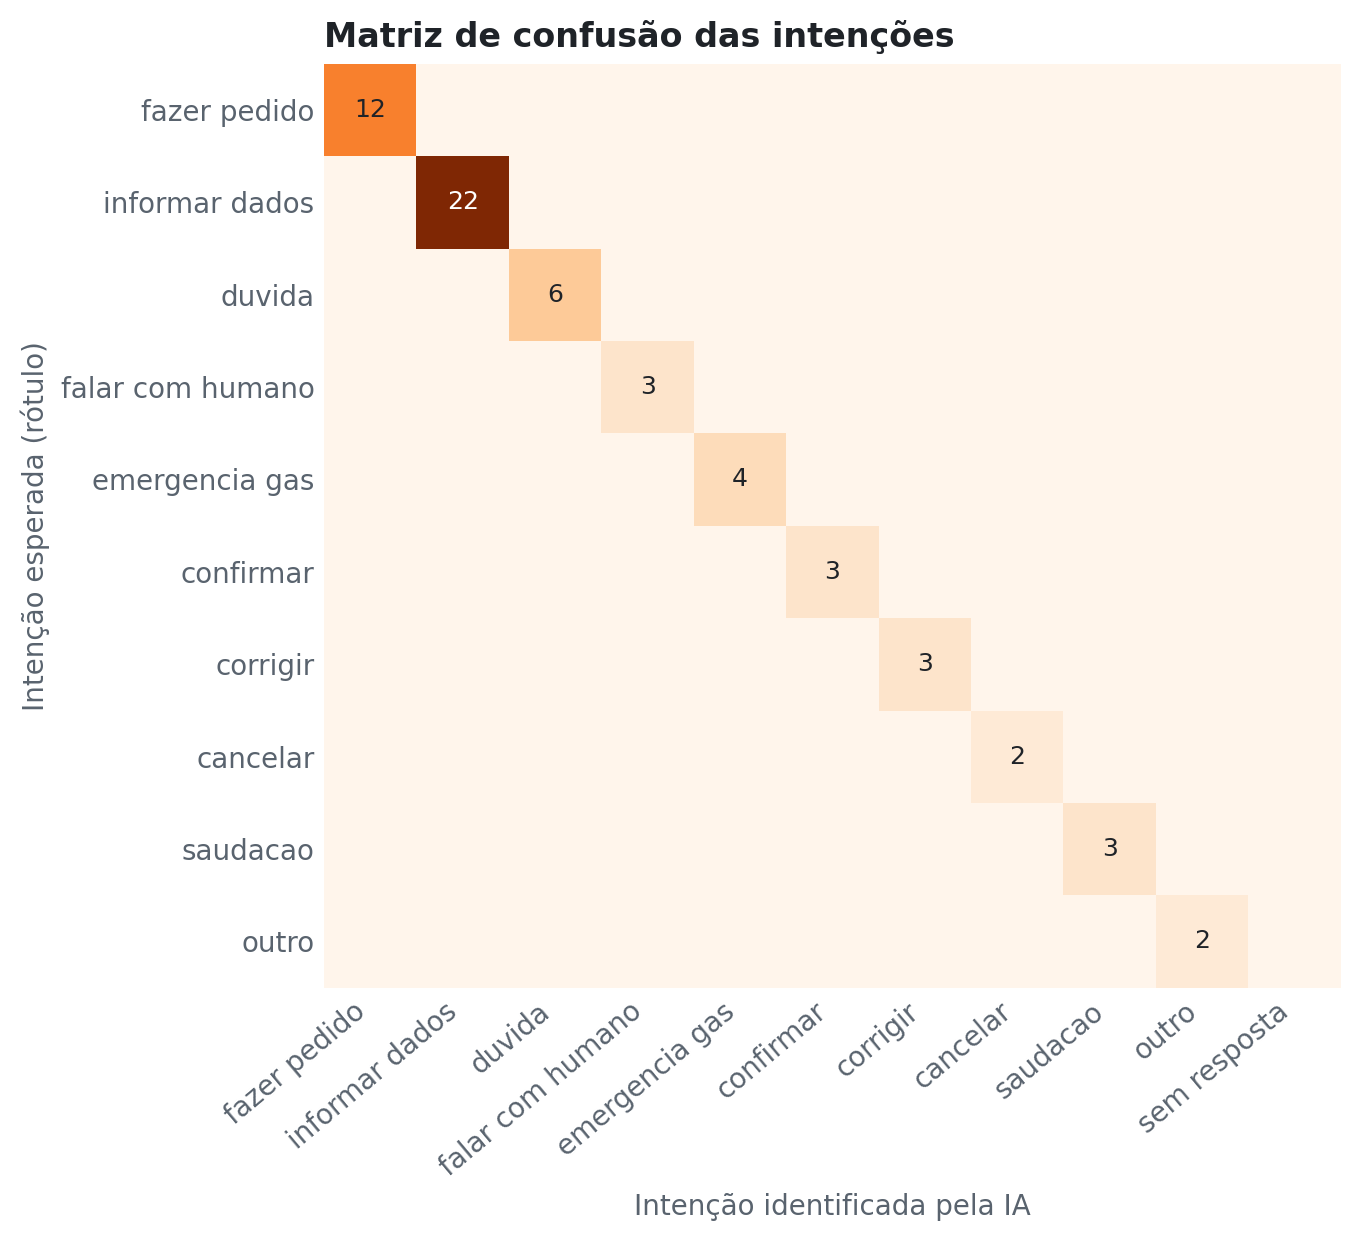 Matriz de confusão das intenções
fazer pedido
12
informar dados
22
duvida
6
falar com humano
3
emergencia gas
4
confirmar
3
corrigir
3
cancelar
2
saudacao
3
outro
2
Intenção esperada (rótulo)
fazer pedido
informar dados
duvida
falar com humano
emergencia gas
confirmar
corrigir
cancelar
saudacao
outro
sem resposta
Intenção identificada pela IA